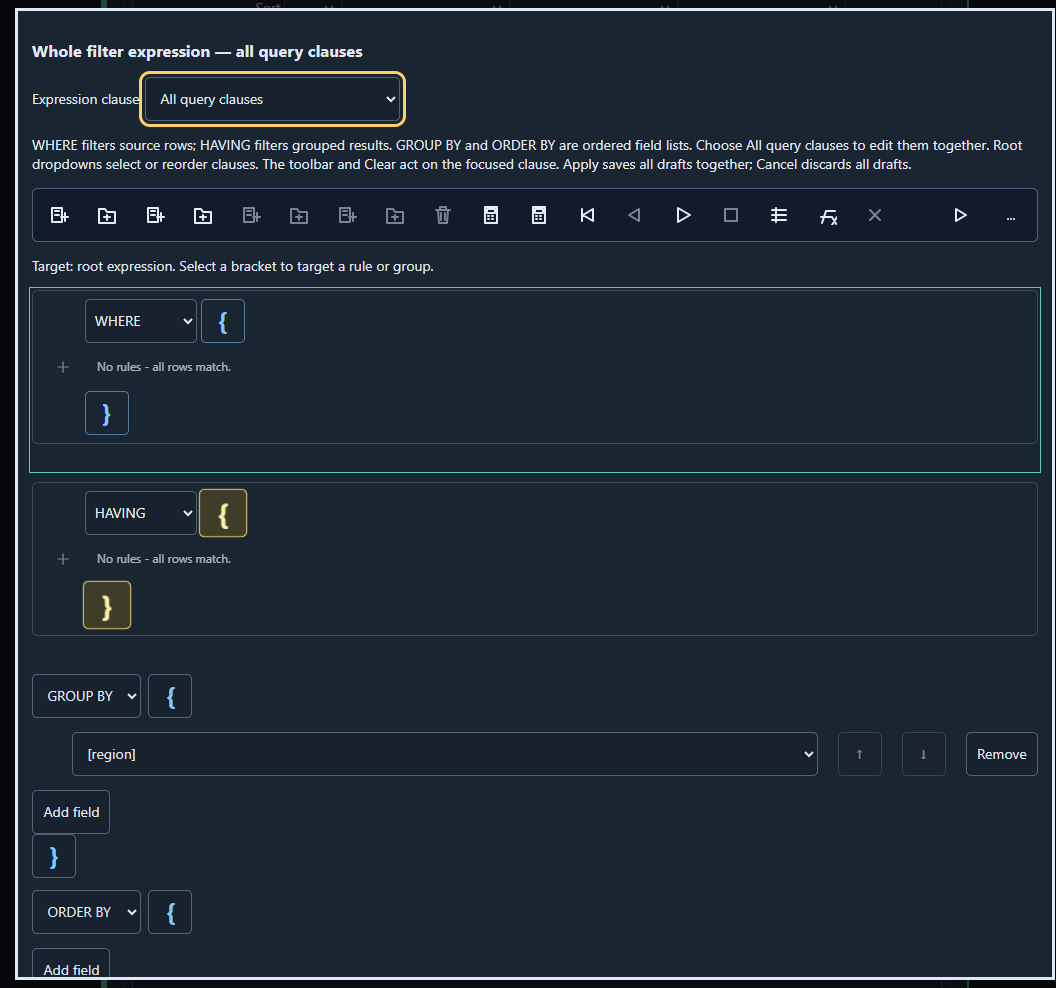 Sort
Whole filter expression — all query clauses
Expression clause All query clauses
WHERE filters source rows; HAVING filters grouped results. GROUP BY and ORDER BY are ordered field lists. Choose All query clauses to edit them together. Root
dropdowns select or reorder clauses. The toolbar and Clear act on the focused clause. Apply saves all drafts together; Cancel discards all drafts.
...
Target: root expression. Select a bracket to target a rule or group.
WHERE {
+ No rules - all rows match.
}
HAVING {
+ No rules - all rows match.
}
GROUP BY {
[region] ↑ ↓ Remove
Add field
}
ORDER BY {
Add field